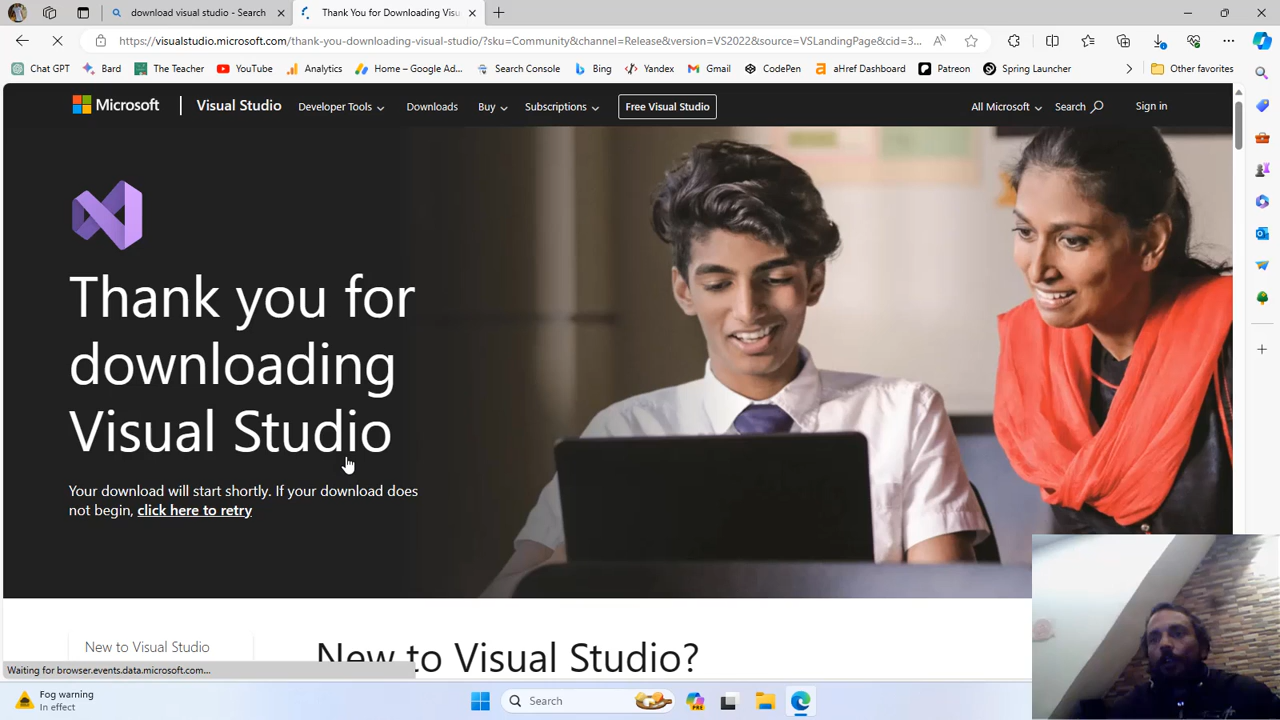 download visual studio - Search
Thank You for Downloading Visu
https://visualstudio.microsoft.com/thank-you-downloading-visual-studio/?sku=Community&channel=Release&version=VS2022&source=VSLandingPage&cid=3...
Chat GPT
Bard
The Teacher
YouTube
Analytics
Home – Google Ad...
Search Console
Bing
Yandex
Gmail
CodePen
aHref Dashboard
Patreon
Spring Launcher
Other favorites
Microsoft
Visual Studio
Developer Tools
Downloads
Buy
Subscriptions
Free Visual Studio
All Microsoft
Search
Sign in
Thank you for
downloading
Visual Studio
Your download will start shortly. If your download does
not begin, click here to retry
New to Visual Studio
New to Visual Studio?
Waiting for browser.events.data.microsoft.com...
Fog warning
In effect
Search
PRE